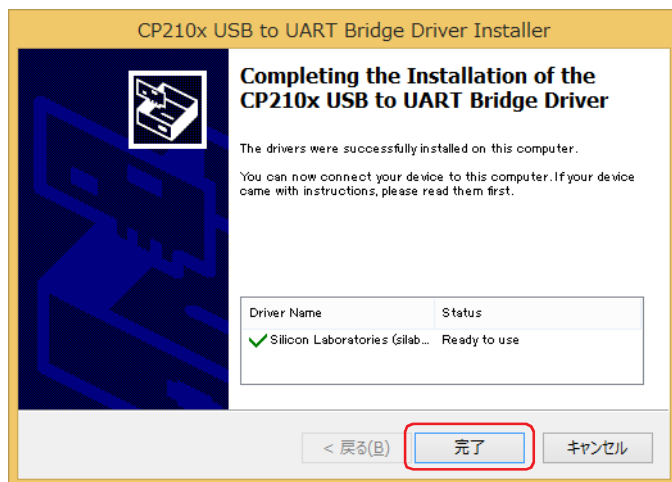 CP210x USB to UART Bridge Driver Installer
Completing the Installation of the
CP210x USB to UART Bridge Driver
The drivers were successfully installed on this computer.
You can now connect your device to this computer. If your device
came with instructions, please read them first.
Driver Name Status
Silicon Laboratories (silab... Ready to use
< 戻る(B) 完了 キャンセル